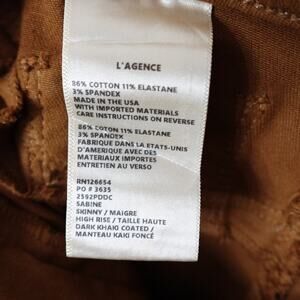 L'AGENCE
86% COTTON 11% ELASTANE
3% SPANDEX
MADE IN THE USA
WITH IMPORTED MATERIALS
CARE INSTRUCTIONS ON REVERSE
86% COTON 11% ELASTANE
3% SPANDEX
FABRIQUE DANS LA ETATS-UNIS
D'AMERIQUE AVEC DES
MATERIAUX IMPORTES
ENTRETIEN AU VERSO
RN126654
PO # 3635
2592PDDC
SABINE
SKINNY / MAIGRE
HIGH RISE / TAILLE HAUTE
DARK KHAKI COATED /
MANTEAU KAKI FONCÉ